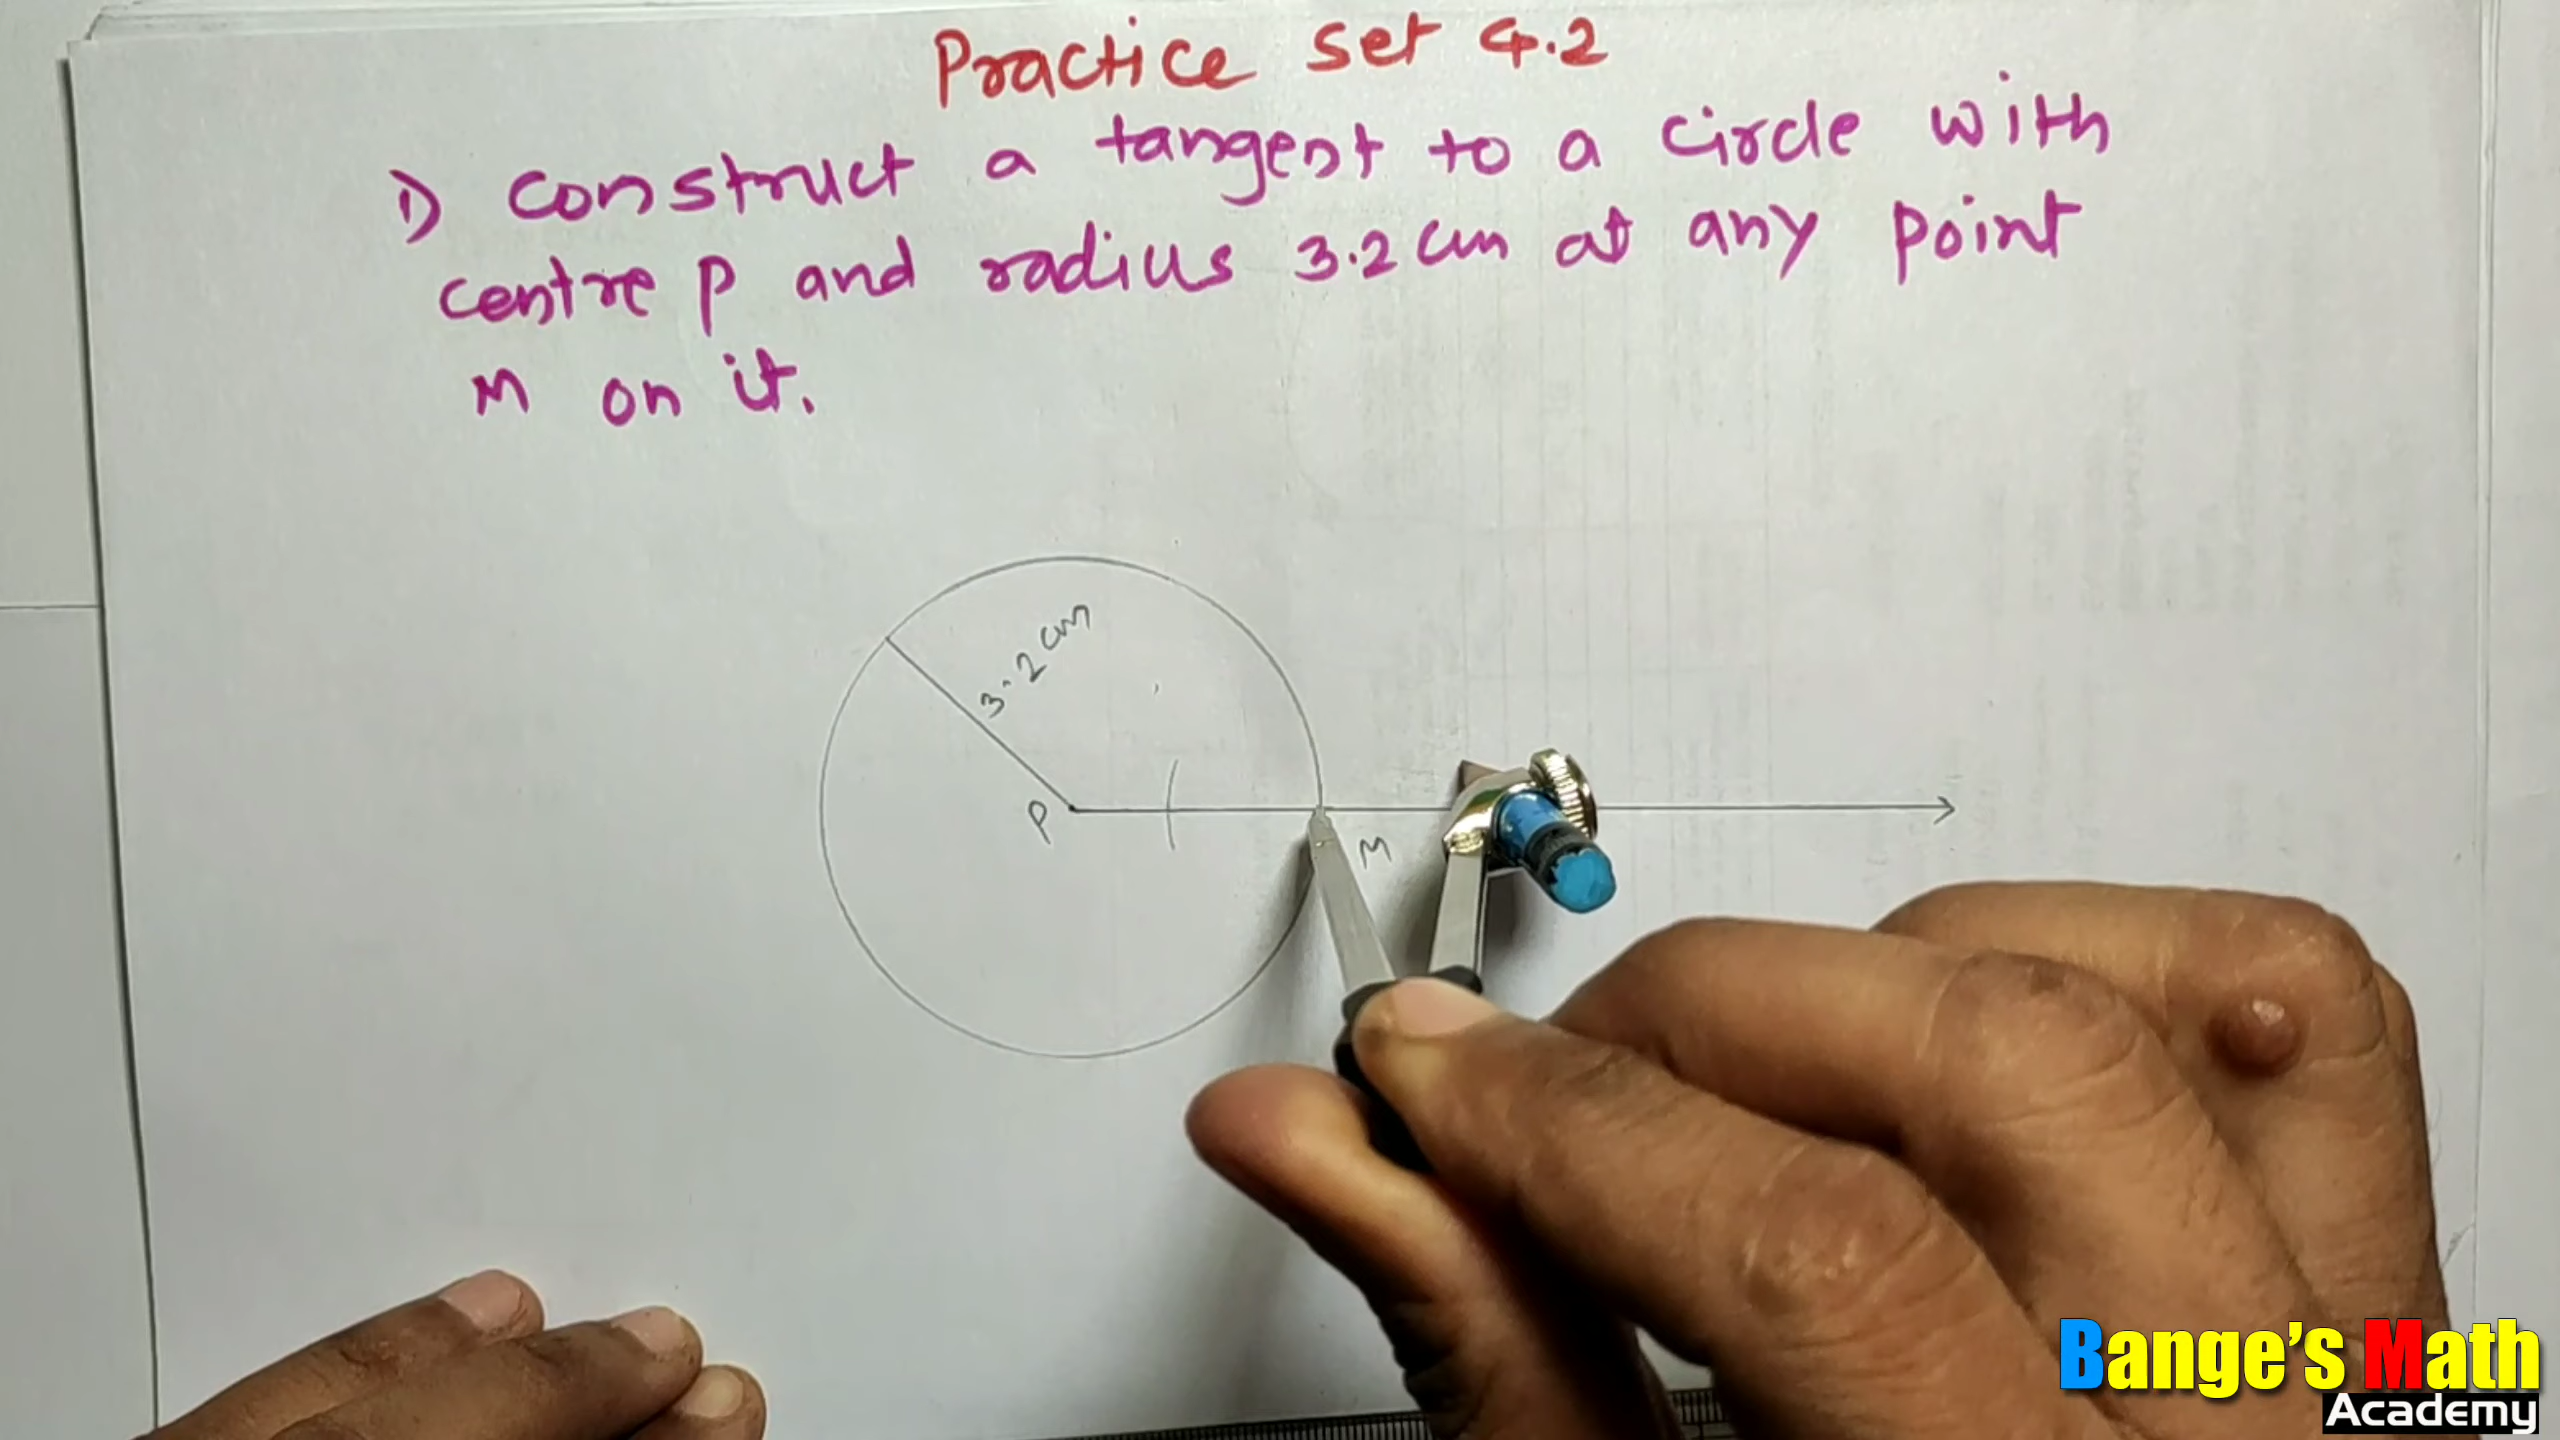 Practice set 4.2
1) construct a tangent to a circle with
centre P and radius 3.2 cm at any point
M on it.
3.2 cm
P
M
Bange's Math
Academy